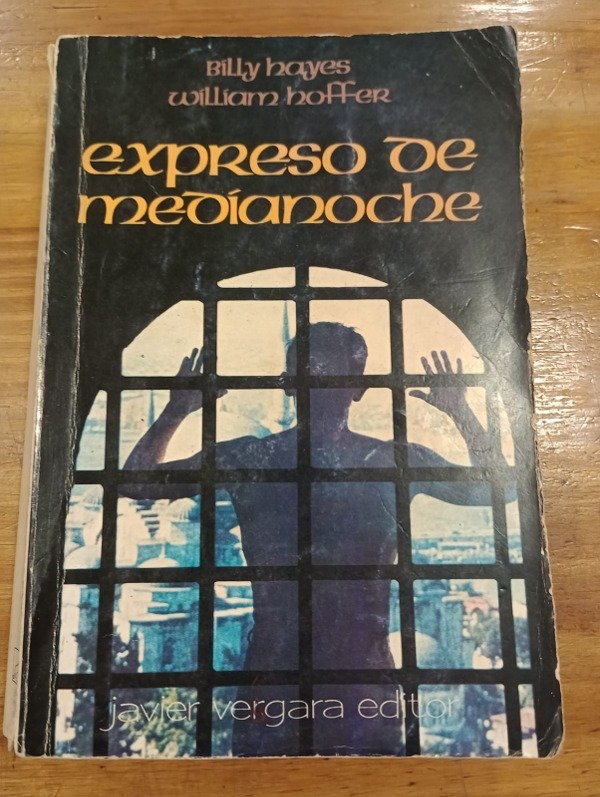 Billy hayes
william hoffer
expreso de
medianoche
javier vergara editor